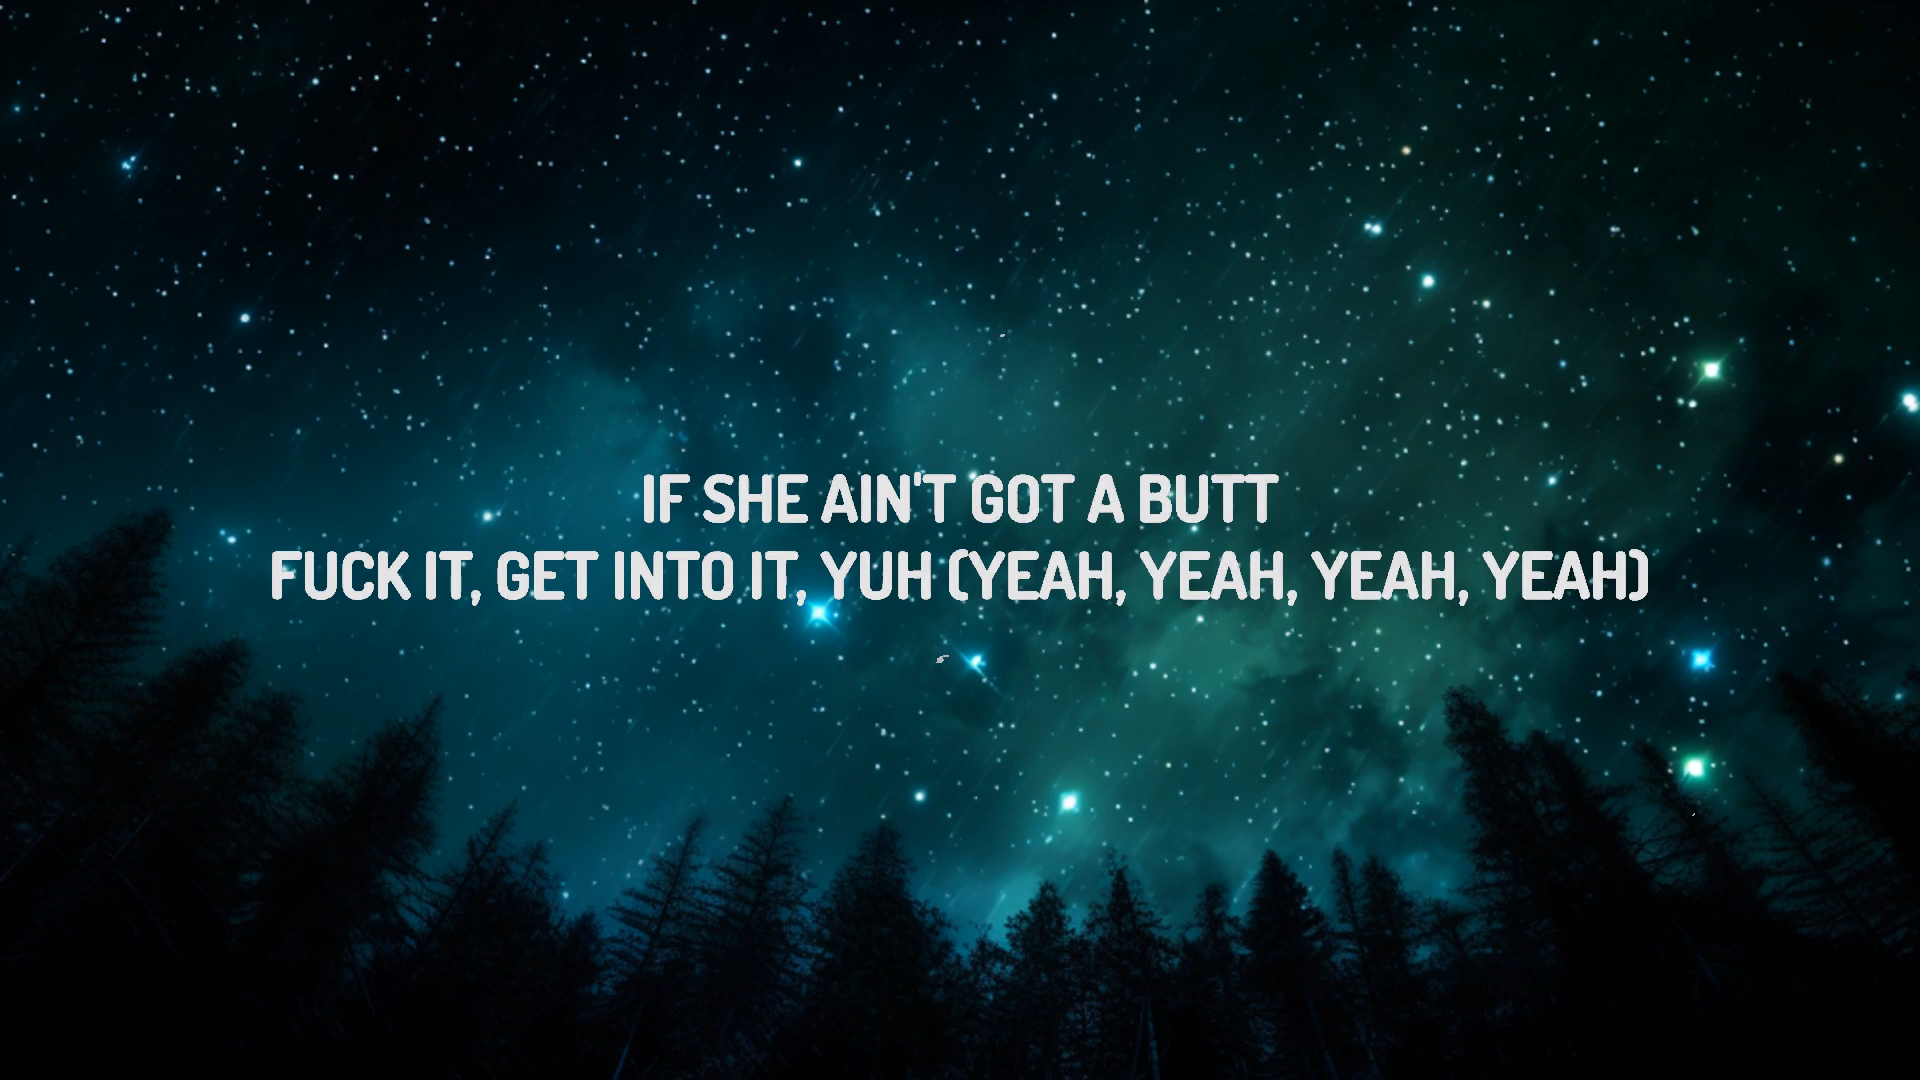 IF SHE AIN'T GOT A BUTT
FUCK IT, GET INTO IT, YUH (YEAH, YEAH, YEAH, YEAH)